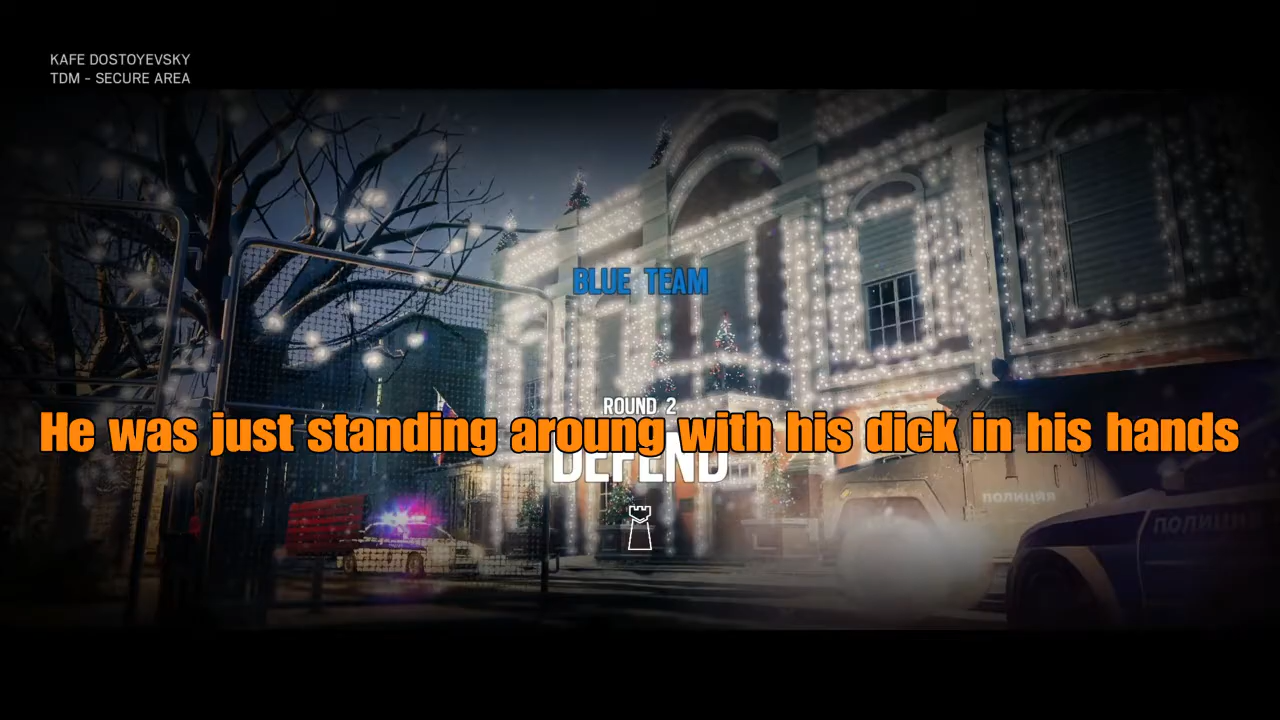 KAFE DOSTOYEVSKY
TDM - SECURE AREA
BLUE TEAM
ROUND 2
He was just standing aroung with his dick in his hands
DEFEND
полиция
полиция